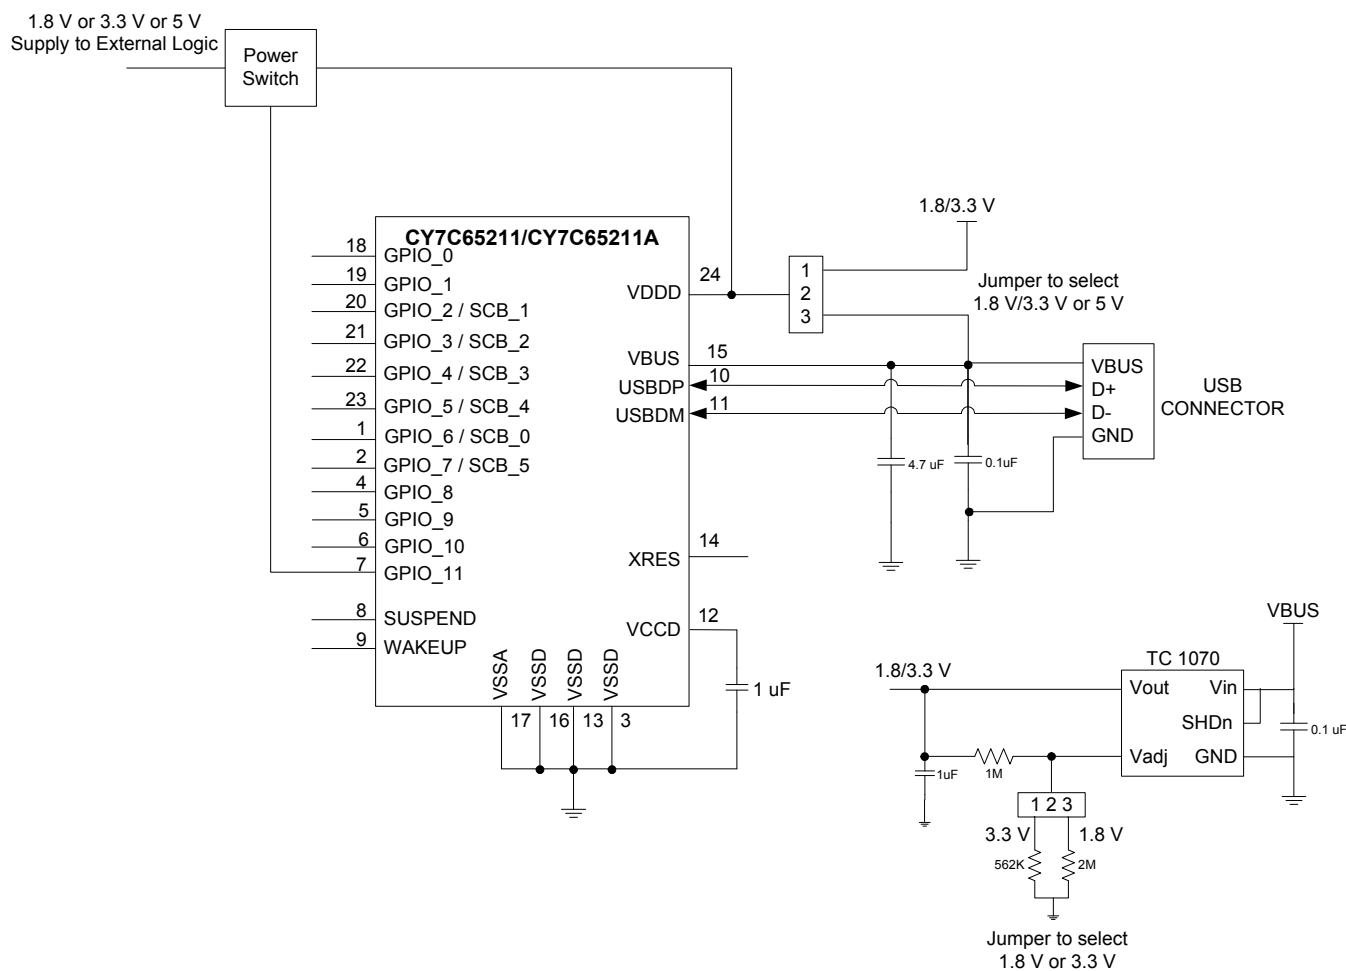 1.8 V or 3.3 V or 5 V
Supply to External Logic
Power
Switch
CY7C65211/CY7C65211A
18 GPIO_0
19 GPIO_1
20 GPIO_2 / SCB_1
21 GPIO_3 / SCB_2
22 GPIO_4 / SCB_3
23 GPIO_5 / SCB_4
1 GPIO_6 / SCB_0
2 GPIO_7 / SCB_5
4 GPIO_8
5 GPIO_9
6 GPIO_10
7 GPIO_11
8 SUSPEND
9 WAKEUP
VDDD 24
VBUS 15
USBDP 10
USBDM 11
XRES 14
VCCD 12
VSSA
VSSD
VSSD
VSSD
17 16 13 3
1 uF
1.8/3.3 V
1
2
3
Jumper to select
1.8 V/3.3 V or 5 V
VBUS
D+
D-
GND
USB
CONNECTOR
4.7 uF
0.1uF
VBUS
TC 1070
1.8/3.3 V
Vout Vin
SHDn
Vadj GND
0.1 uF
1uF
1M
1 2 3
3.3 V 1.8 V
562K 2M
Jumper to select
1.8 V or 3.3 V